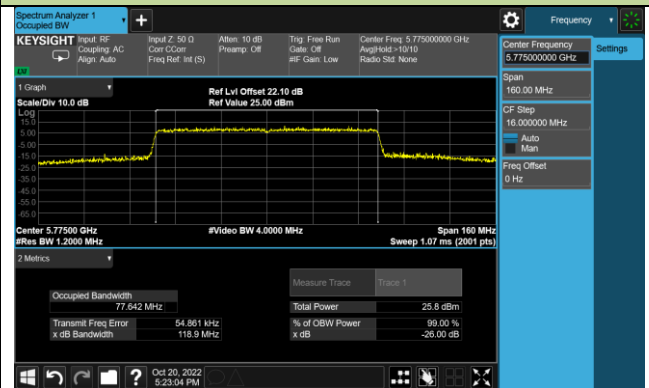 Spectrum Analyzer 1
Occupied BW
Frequency
KEYSIGHT
Input: RF
Coupling: AC
Align: Auto
Input Z: 50 Ω
Corr CCorr
Freq Ref: Int (S)
Atten: 10 dB
Preamp: Off
Trig: Free Run
Gate: Off
#IF Gain: Low
Center Freq: 5.775000000 GHz
Avg|Hold:>10/10
Radio Std: None
Center Frequency
5.775000000 GHz
Settings
Span
160.00 MHz
CF Step
16.000000 MHz
Auto
Man
Freq Offset
0 Hz
1 Graph
Scale/Div 10.0 dB
Ref Lvl Offset 22.10 dB
Ref Value 25.00 dBm
Log
15.0
5.00
-5.00
-15.0
-25.0
-35.0
-45.0
-55.0
-65.0
Center 5.77500 GHz
#Res BW 1.2000 MHz
#Video BW 4.0000 MHz
Span 160 MHz
Sweep 1.07 ms (2001 pts)
2 Metrics
Measure Trace
Trace 1
Occupied Bandwidth
77.642 MHz
Total Power
25.8 dBm
Transmit Freq Error
54.861 kHz
% of OBW Power
99.00 %
x dB Bandwidth
118.9 MHz
x dB
-26.00 dB
Oct 20, 2022
5:23:04 PM